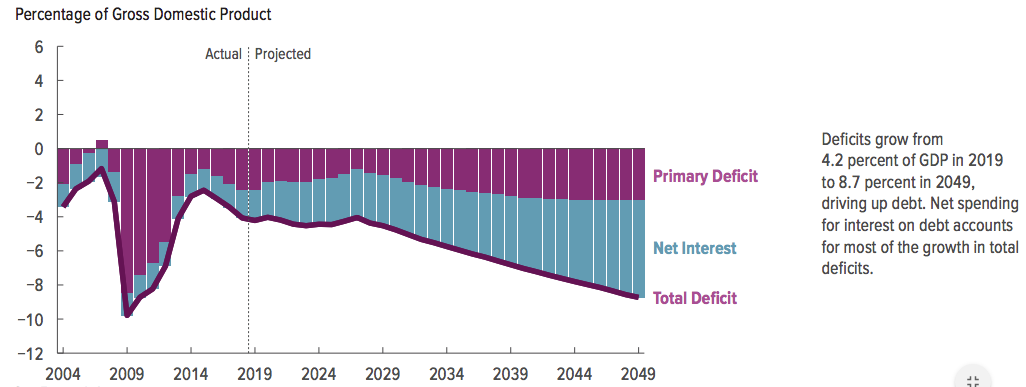 Percentage of Gross Domestic Product
6
Actual Projected
4
2
0
Deficits grow from
4.2 percent of GDP in 2019
Primary Deficit
−2
to 8.7 percent in 2049,
driving up debt. Net spending
−4
for interest on debt accounts
Net Interest
for most of the growth in total
−6
deficits.
−8
Total Deficit
−10
−12
2004 2009 2014 2019 2024 2029 2034 2039 2044 2049